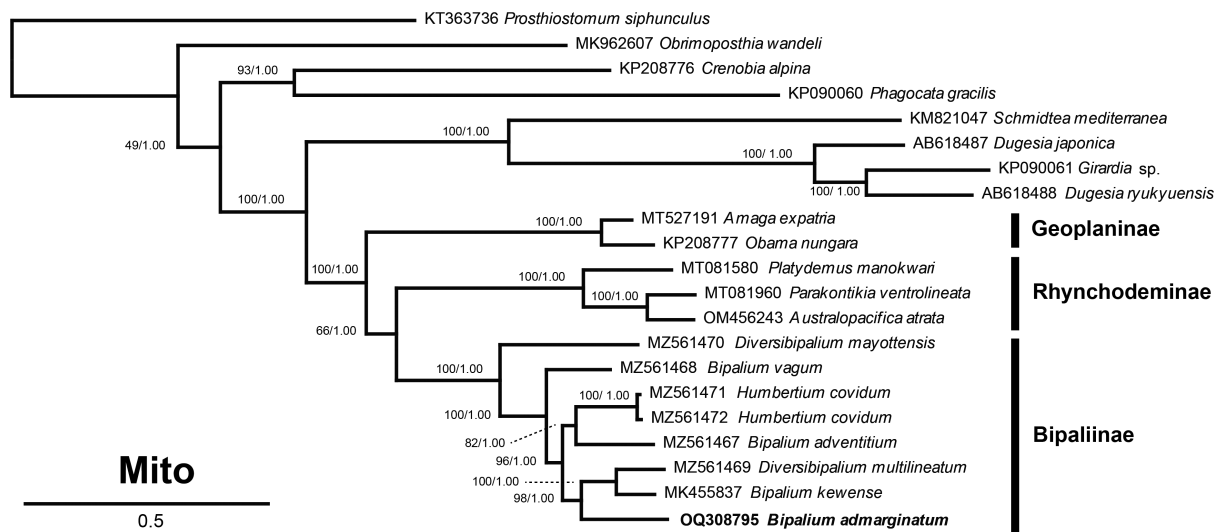 KT363736 Prosthiostomum siphunculus
MK962607 Obrimoposthia wandeli
93/1.00
KP208776 Crenobia alpina
KP090060 Phagocata gracilis
KM821047 Schmidtea mediterranea
100/1.00
49/1.00
AB618487 Dugesia japonica
100/ 1.00
KP090061 Girardia sp.
100/ 1.00
AB618488 Dugesia ryukyuensis
100/1.00
MT527191 Amaga expatria
100/1.00
Geoplaninae
KP208777 Obama nungara
100/1.00
MT081580 Platydemus manokwari
100/1.00
MT081960 Parakontikia ventrolineata
100/1.00
Rhynchodeminae
OM456243 Australopacifica atrata
66/1.00
MZ561470 Diversibipalium mayottensis
100/1.00
MZ561468 Bipalium vagum
MZ561471 Humbertium covidum
100/ 1.00
100/1.00
MZ561472 Humbertium covidum
Bipaliinae
82/1.00
MZ561467 Bipalium adventitium
96/1.00
MZ561469 Diversibipalium multilineatum
100/1.00
MK455837 Bipalium kewense
98/1.00
OQ308795 Bipalium admarginatum
Mito
0.5